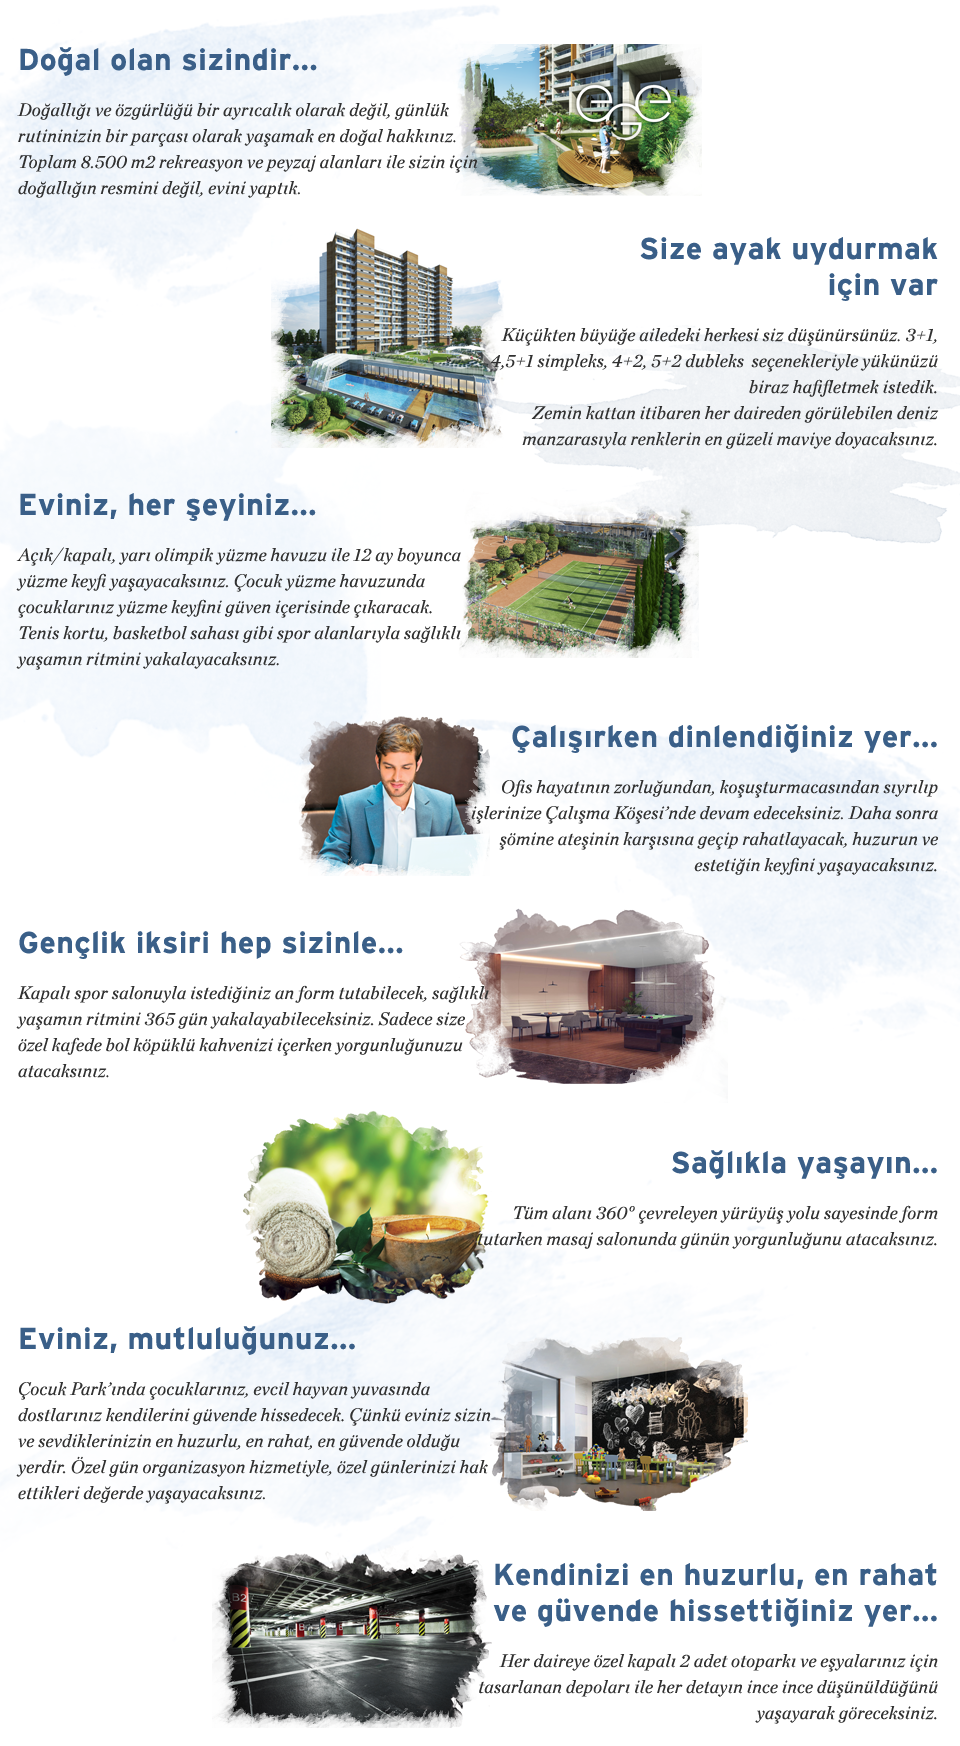 Doğal olan sizindir...
Doğallığı ve özgürlüğü bir ayrıcalık olarak değil, günlük
rutininizin bir parçası olarak yaşamak en doğal hakkınız.
Toplam 8.500 m2 rekreasyon ve peyzaj alanları ile sizin için
doğallığın resmini değil, evini yaptık.
ege
Size ayak uydurmak
için var
Küçükten büyüğe ailedeki herkesi siz düşünürsünüz. 3+1,
4,5+1 simpleks, 4+2, 5+2 dubleks seçenekleriyle yükünüzü
biraz hafifletmek istedik.
Zemin kattan itibaren her daireden görülebilen deniz
manzarasıyla renklerin en güzeli maviye doyacaksınız.
Eviniz, her şeyiniz...
Açık/kapalı, yarı olimpik yüzme havuzu ile 12 ay boyunca
yüzme keyfi yaşayacaksınız. Çocuk yüzme havuzunda
çocuklarınız yüzme keyfini güven içerisinde çıkaracak.
Tenis kortu, basketbol sahası gibi spor alanlarıyla sağlıklı
yaşamın ritmini yakalayacaksınız.
Çalışırken dinlendiğiniz yer...
Ofis hayatının zorluğundan, koşuşturmacasından sıyrılıp
işlerinize Çalışma Köşesi’nde devam edeceksiniz. Daha sonra
şömine ateşinin karşısına geçip rahatlayacak, huzurun ve
estetiğin keyfini yaşayacaksınız.
Gençlik iksiri hep sizinle...
Kapalı spor salonuyla istediğiniz an form tutabilecek, sağlıklı
yaşamın ritmini 365 gün yakalayabileceksiniz. Sadece size
özel kafede bol köpüklü kahvenizi içerken yorgunluğunuzu
atacaksınız.
Sağlıkla yaşayın...
Tüm alanı 360° çevreleyen yürüyüş yolu sayesinde form
tutarken masaj salonunda günün yorgunluğunu atacaksınız.
Eviniz, mutluluğunuz...
Çocuk Park’ında çocuklarınız, evcil hayvan yuvasında
dostlarınız kendilerini güvende hissedecek. Çünkü eviniz sizin
ve sevdiklerinizin en huzurlu, en rahat, en güvende olduğu
yerdir. Özel gün organizasyon hizmetiyle, özel günlerinizi hak
ettikleri değerde yaşayacaksınız.
B2
Kendinizi en huzurlu, en rahat
ve güvende hissettiğiniz yer...
Her daireye özel kapalı 2 adet otoparkı ve eşyalarınız için
tasarlanan depoları ile her detayın ince ince düşünüldüğünü
yaşayarak göreceksiniz.